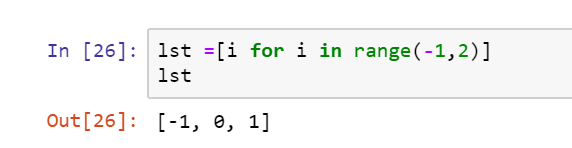 In [26]: lst =[i for i in range(-1,2)]
lst
Out[26]: [-1, 0, 1]